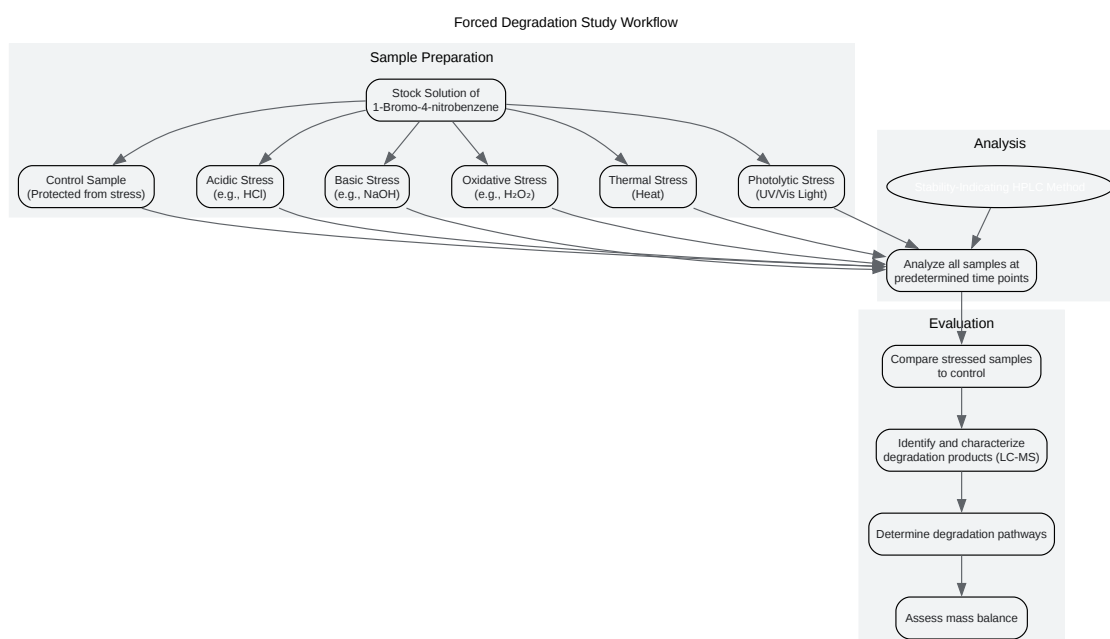 Forced Degradation Study Workflow
Sample Preparation
Stock Solution of
1-Bromo-4-nitrobenzene
Control Sample
(Protected from stress)
Acidic Stress
(e.g., HCl)
Basic Stress
(e.g., NaOH)
Oxidative Stress
(e.g., H₂O₂)
Thermal Stress
(Heat)
Photolytic Stress
(UV/Vis Light)
Analysis
Stability-Indicating HPLC Method
Analyze all samples at
predetermined time points
Evaluation
Compare stressed samples
to control
Identify and characterize
degradation products (LC-MS)
Determine degradation pathways
Assess mass balance